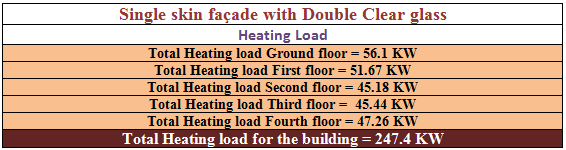 Single skin façade with Double Clear glass
Heating Load
Total Heating load Ground floor = 56.1 KW
Total Heating load First floor = 51.67 KW
Total Heating load Second floor = 45.18 KW
Total Heating load Third floor =  45.44 KW
Total Heating load Fourth floor = 47.26 KW
Total Heating load for the building = 247.4 KW